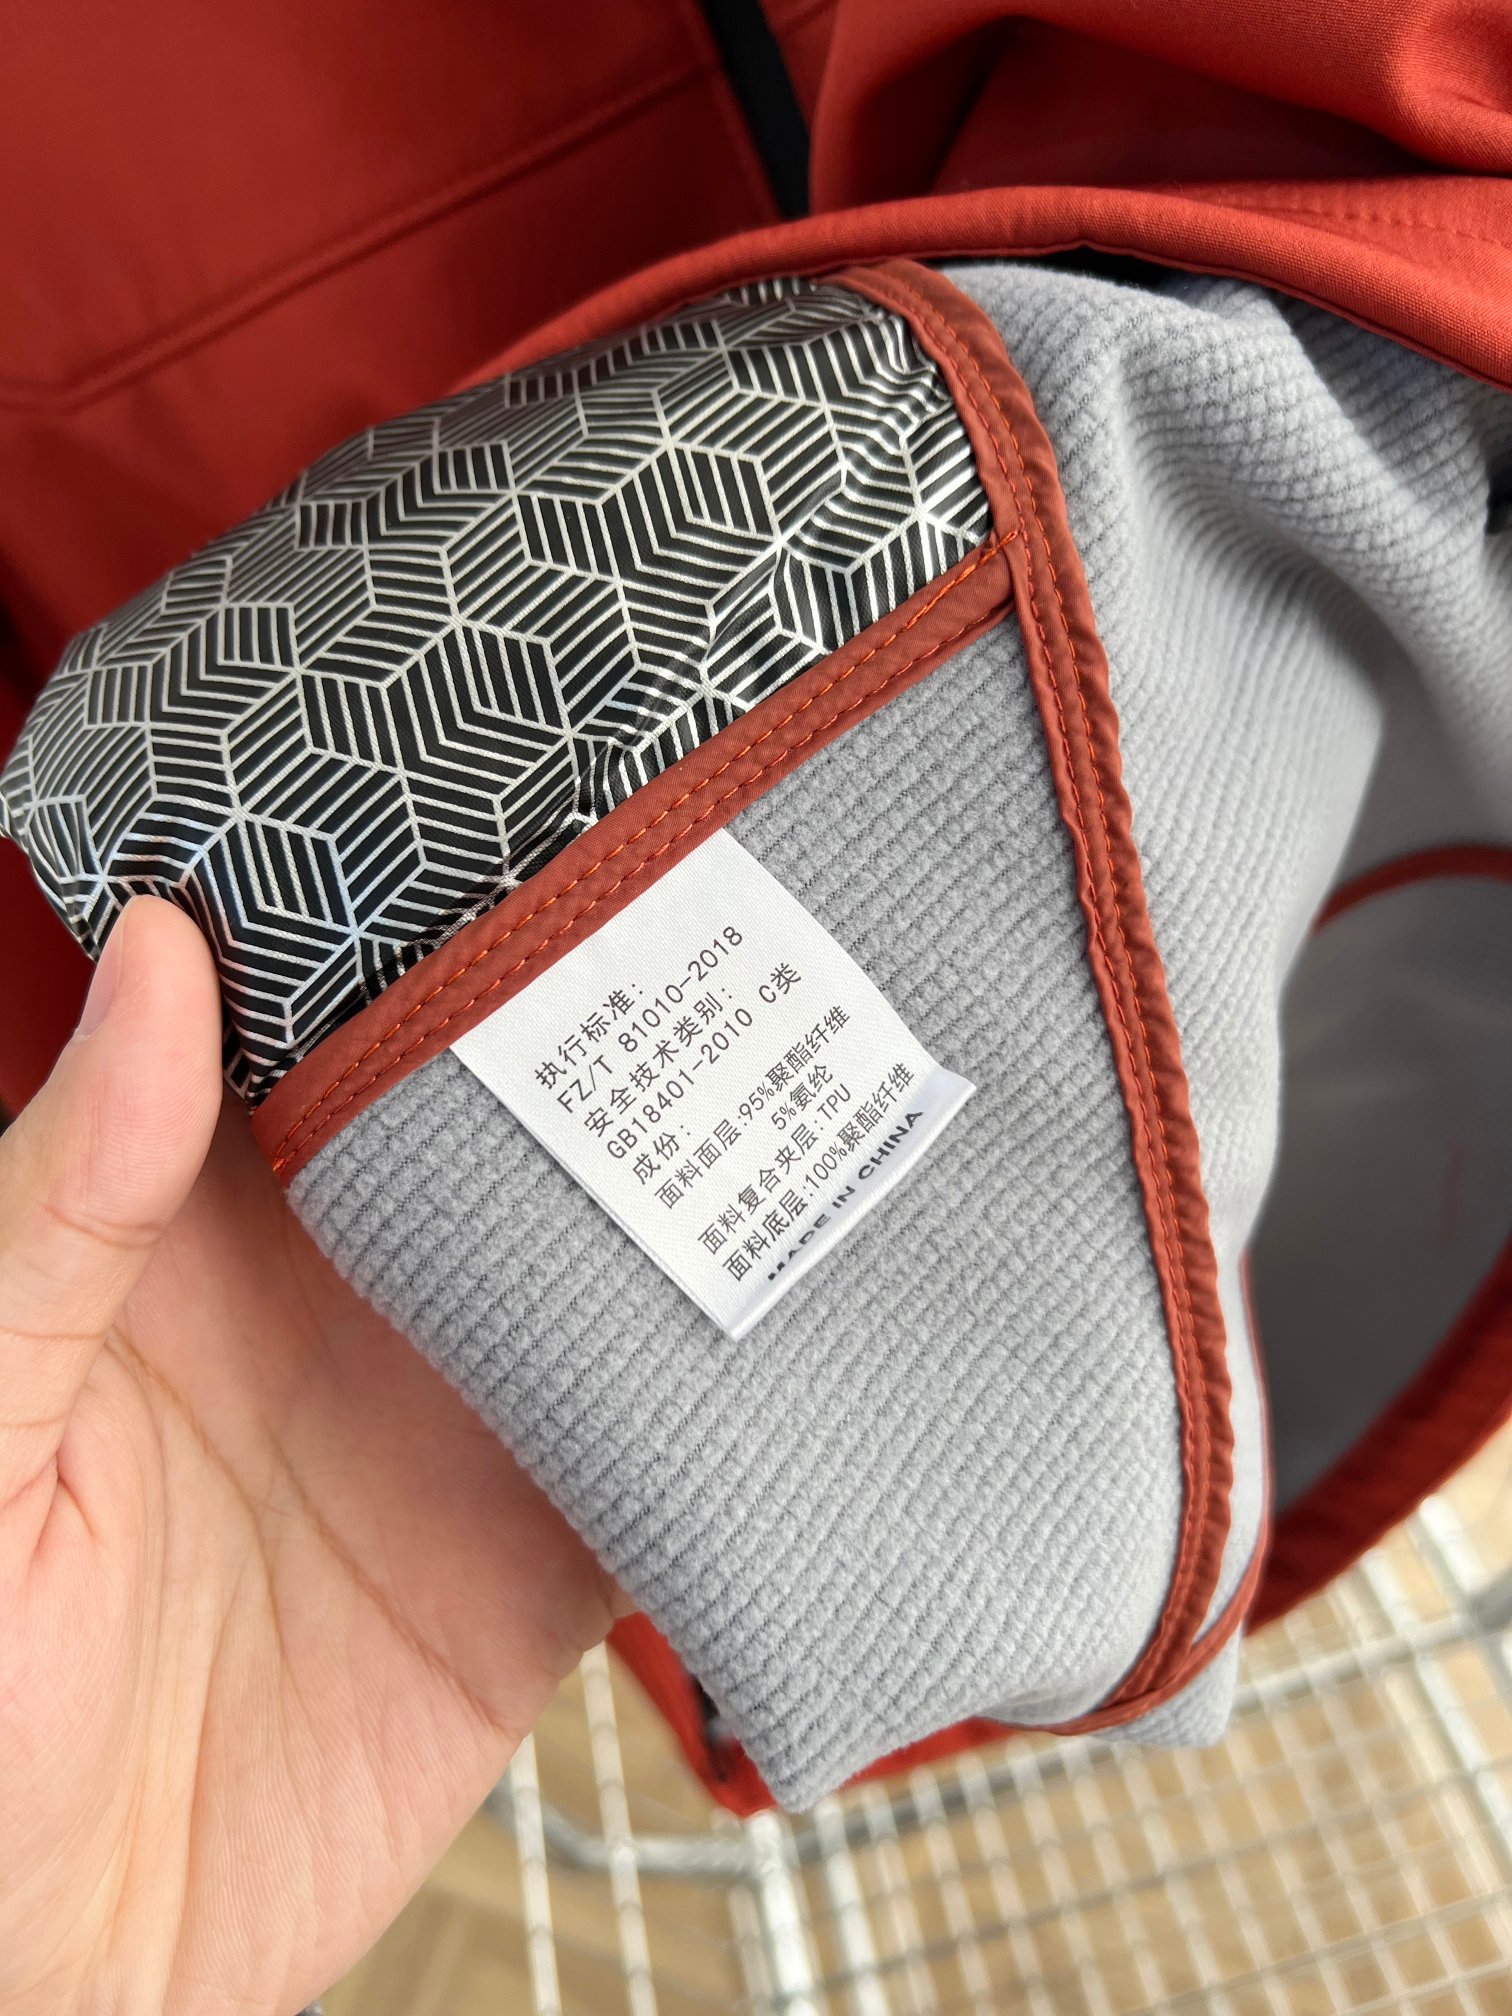 执行标准:
FZ/T 81010-2018
安全技术类别:
GB18401-2010 C类
成份:
面料面层:95%聚酯纤维
5%氨纶
面料复合夹层:TPU
面料底层:100%聚酯纤维
MADE IN CHINA